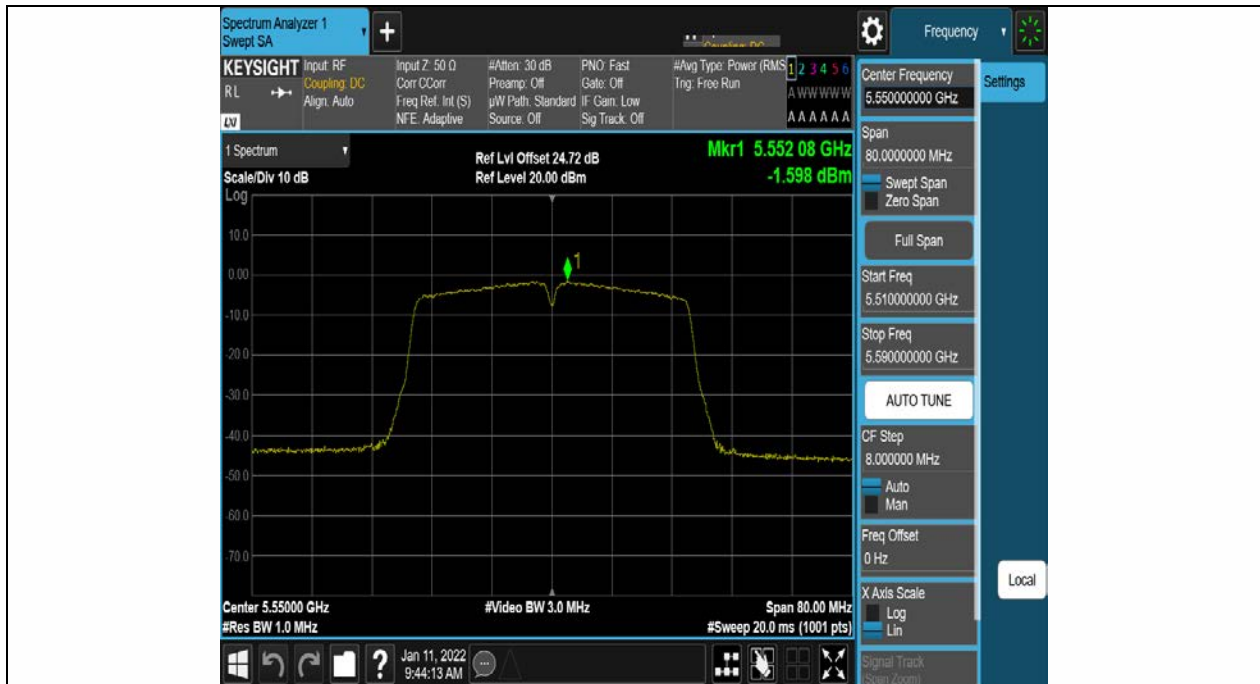 Spectrum Analyzer 1
Swept SA
+
Frequency
KEYSIGHT
RL
LXI
Input: RF
Coupling: DC
Align: Auto
Input Z: 50 Ω
Corr CCorr
Freq Ref: Int (S)
NFE: Adaptive
#Atten: 30 dB
Preamp: Off
µW Path: Standard
Source: Off
PNO: Fast
Gate: Off
IF Gain: Low
Sig Track: Off
#Avg Type: Power (RMS
Trig: Free Run
1 2 3 4 5 6
A W W W W W
A A A A A A
1 Spectrum
Scale/Div 10 dB
Log
Ref Lvl Offset 24.72 dB
Ref Level 20.00 dBm
Mkr1 5.552 08 GHz
-1.598 dBm
10.0
0.00
-10.0
-20.0
-30.0
-40.0
-50.0
-60.0
-70.0
1
Center 5.55000 GHz
#Res BW 1.0 MHz
#Video BW 3.0 MHz
Span 80.00 MHz
#Sweep 20.0 ms (1001 pts)
Center Frequency
5.550000000 GHz
Span
80.0000000 MHz
Swept Span
Zero Span
Full Span
Start Freq
5.510000000 GHz
Stop Freq
5.590000000 GHz
AUTO TUNE
CF Step
8.000000 MHz
Auto
Man
Freq Offset
0 Hz
X Axis Scale
Log
Lin
Signal Track
(Span Zoom)
Settings
Local
?
Jan 11, 2022
9:44:13 AM